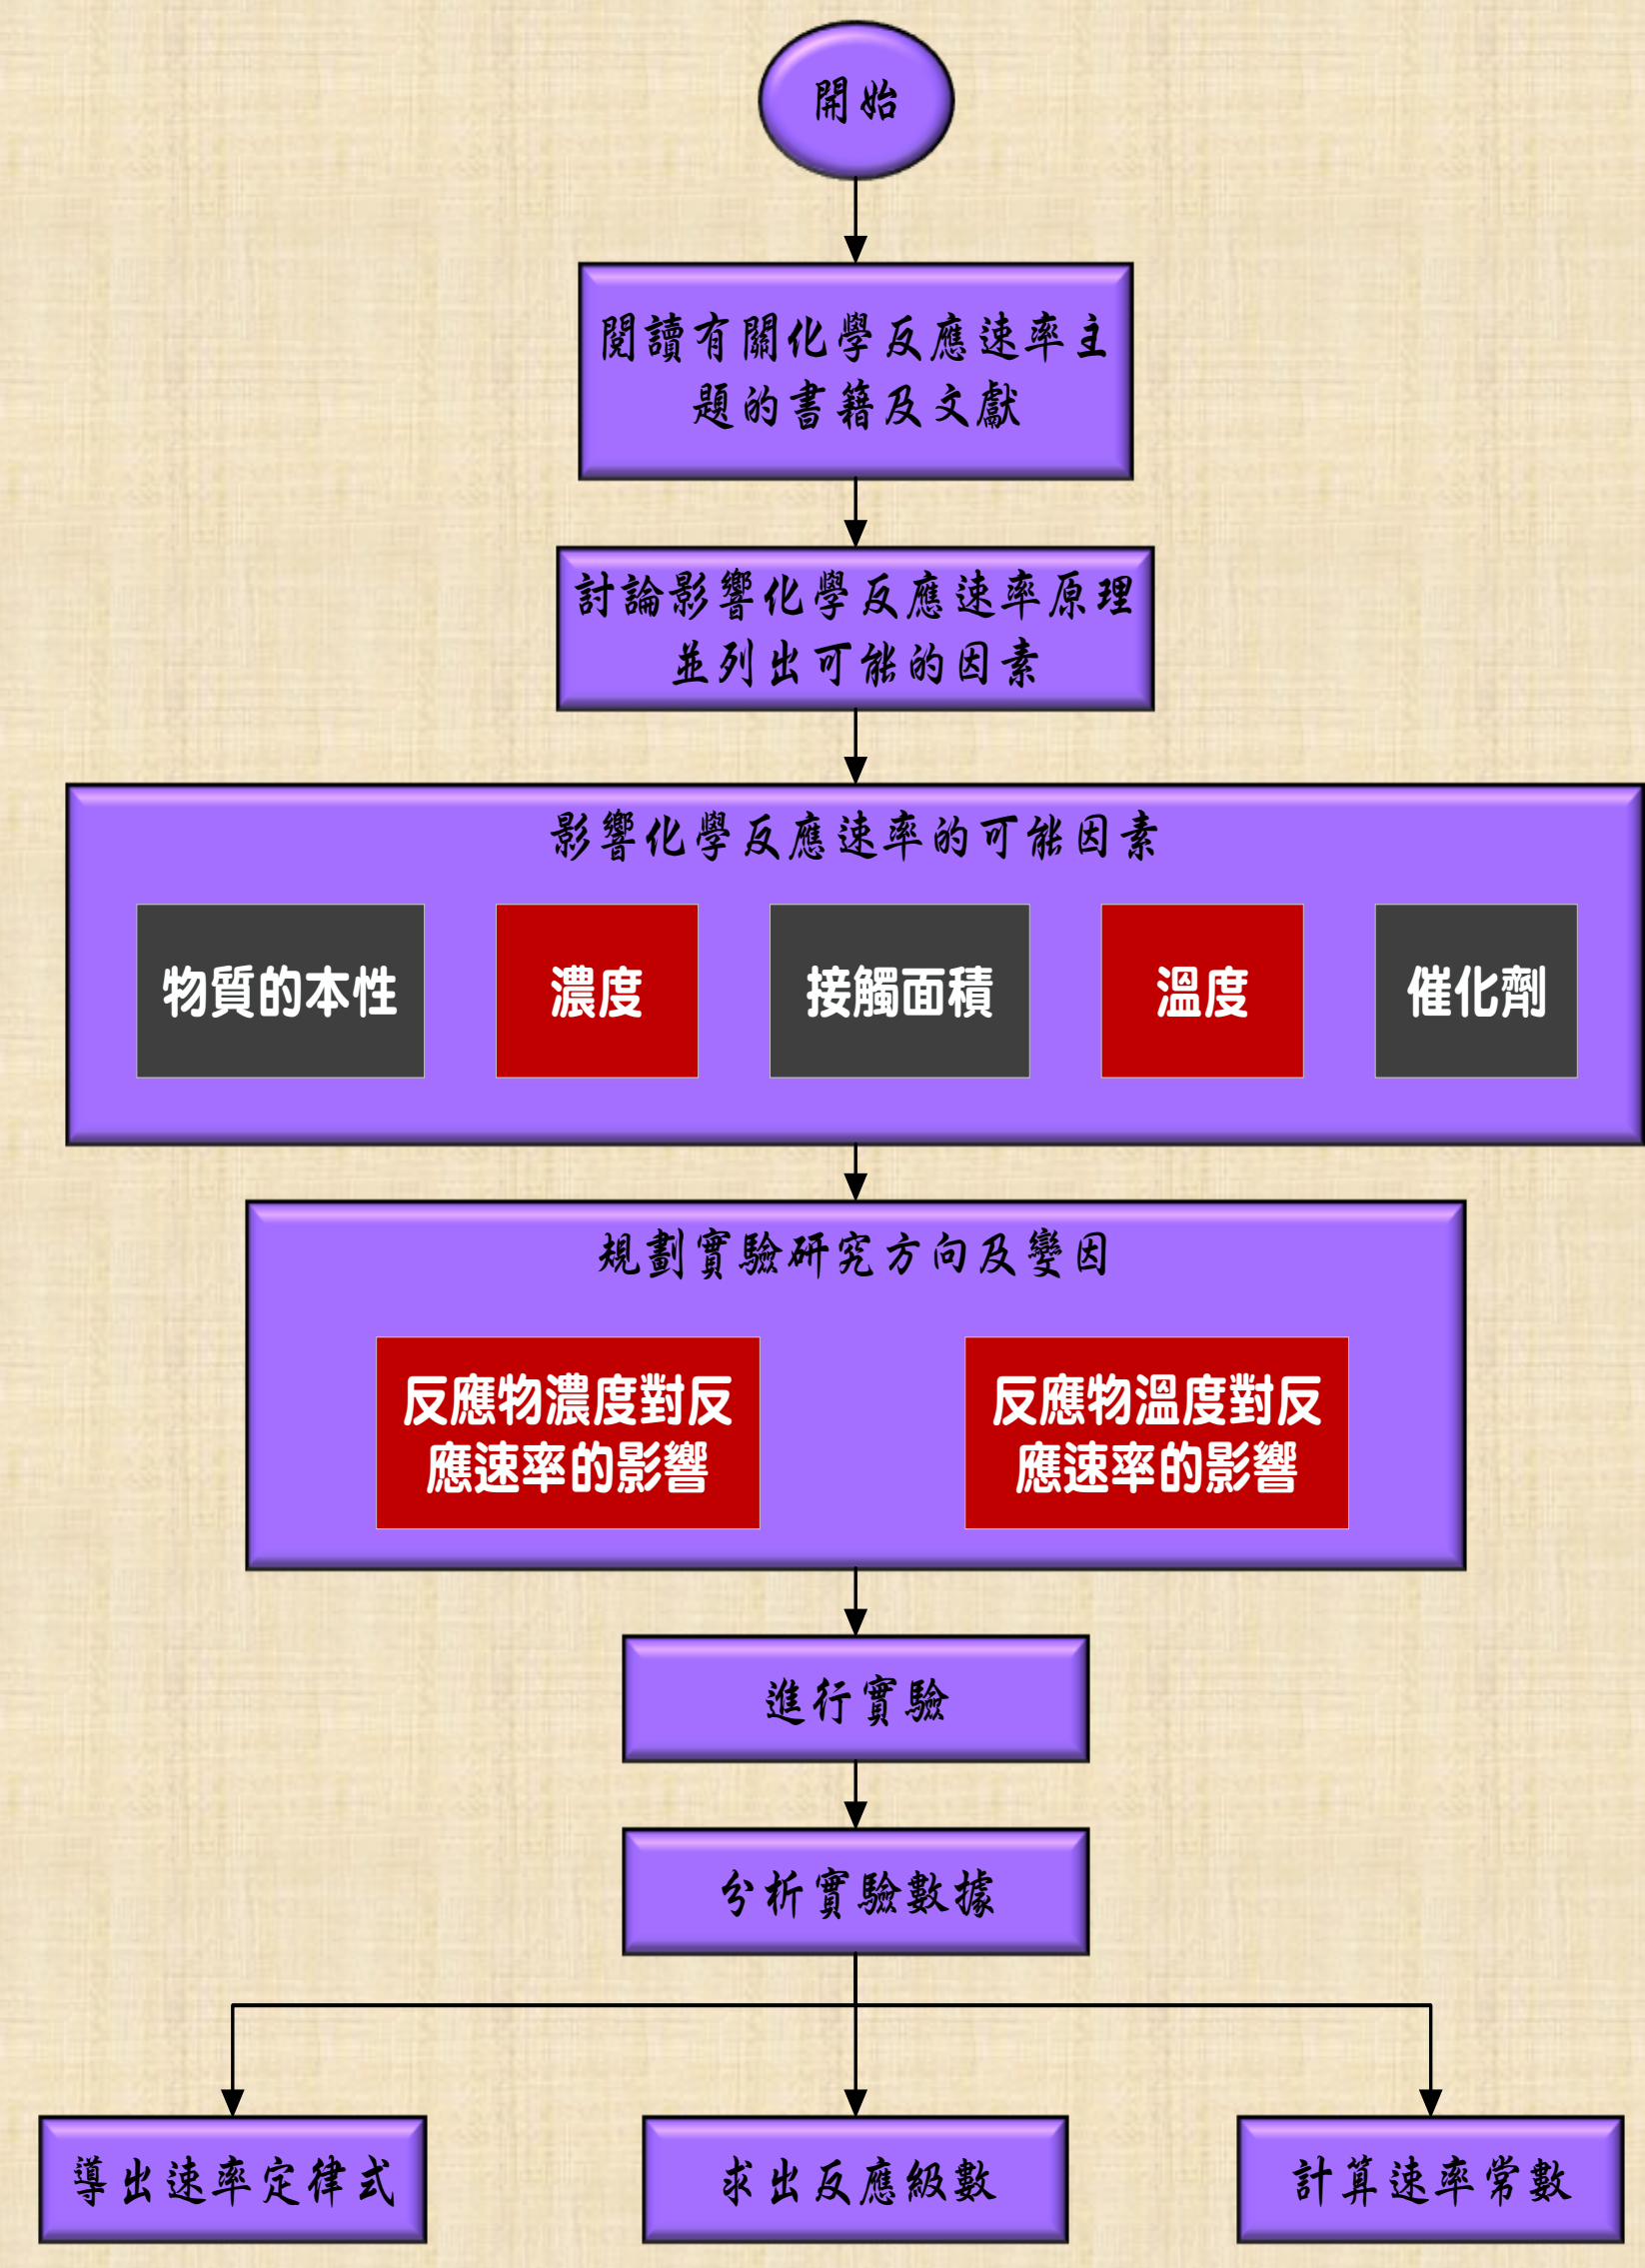 開始
閱讀有關化學反應速率主
題的書籍及文獻
討論影響化學反應速率原理
並列出可能的因素
影響化學反應速率的可能因素
物質的本性
濃度
接觸面積
溫度
催化劑
規劃實驗研究方向及變因
反應物濃度對反
應速率的影響
反應物溫度對反
應速率的影響
進行實驗
分析實驗數據
導出速率定律式
求出反應級數
計算速率常數